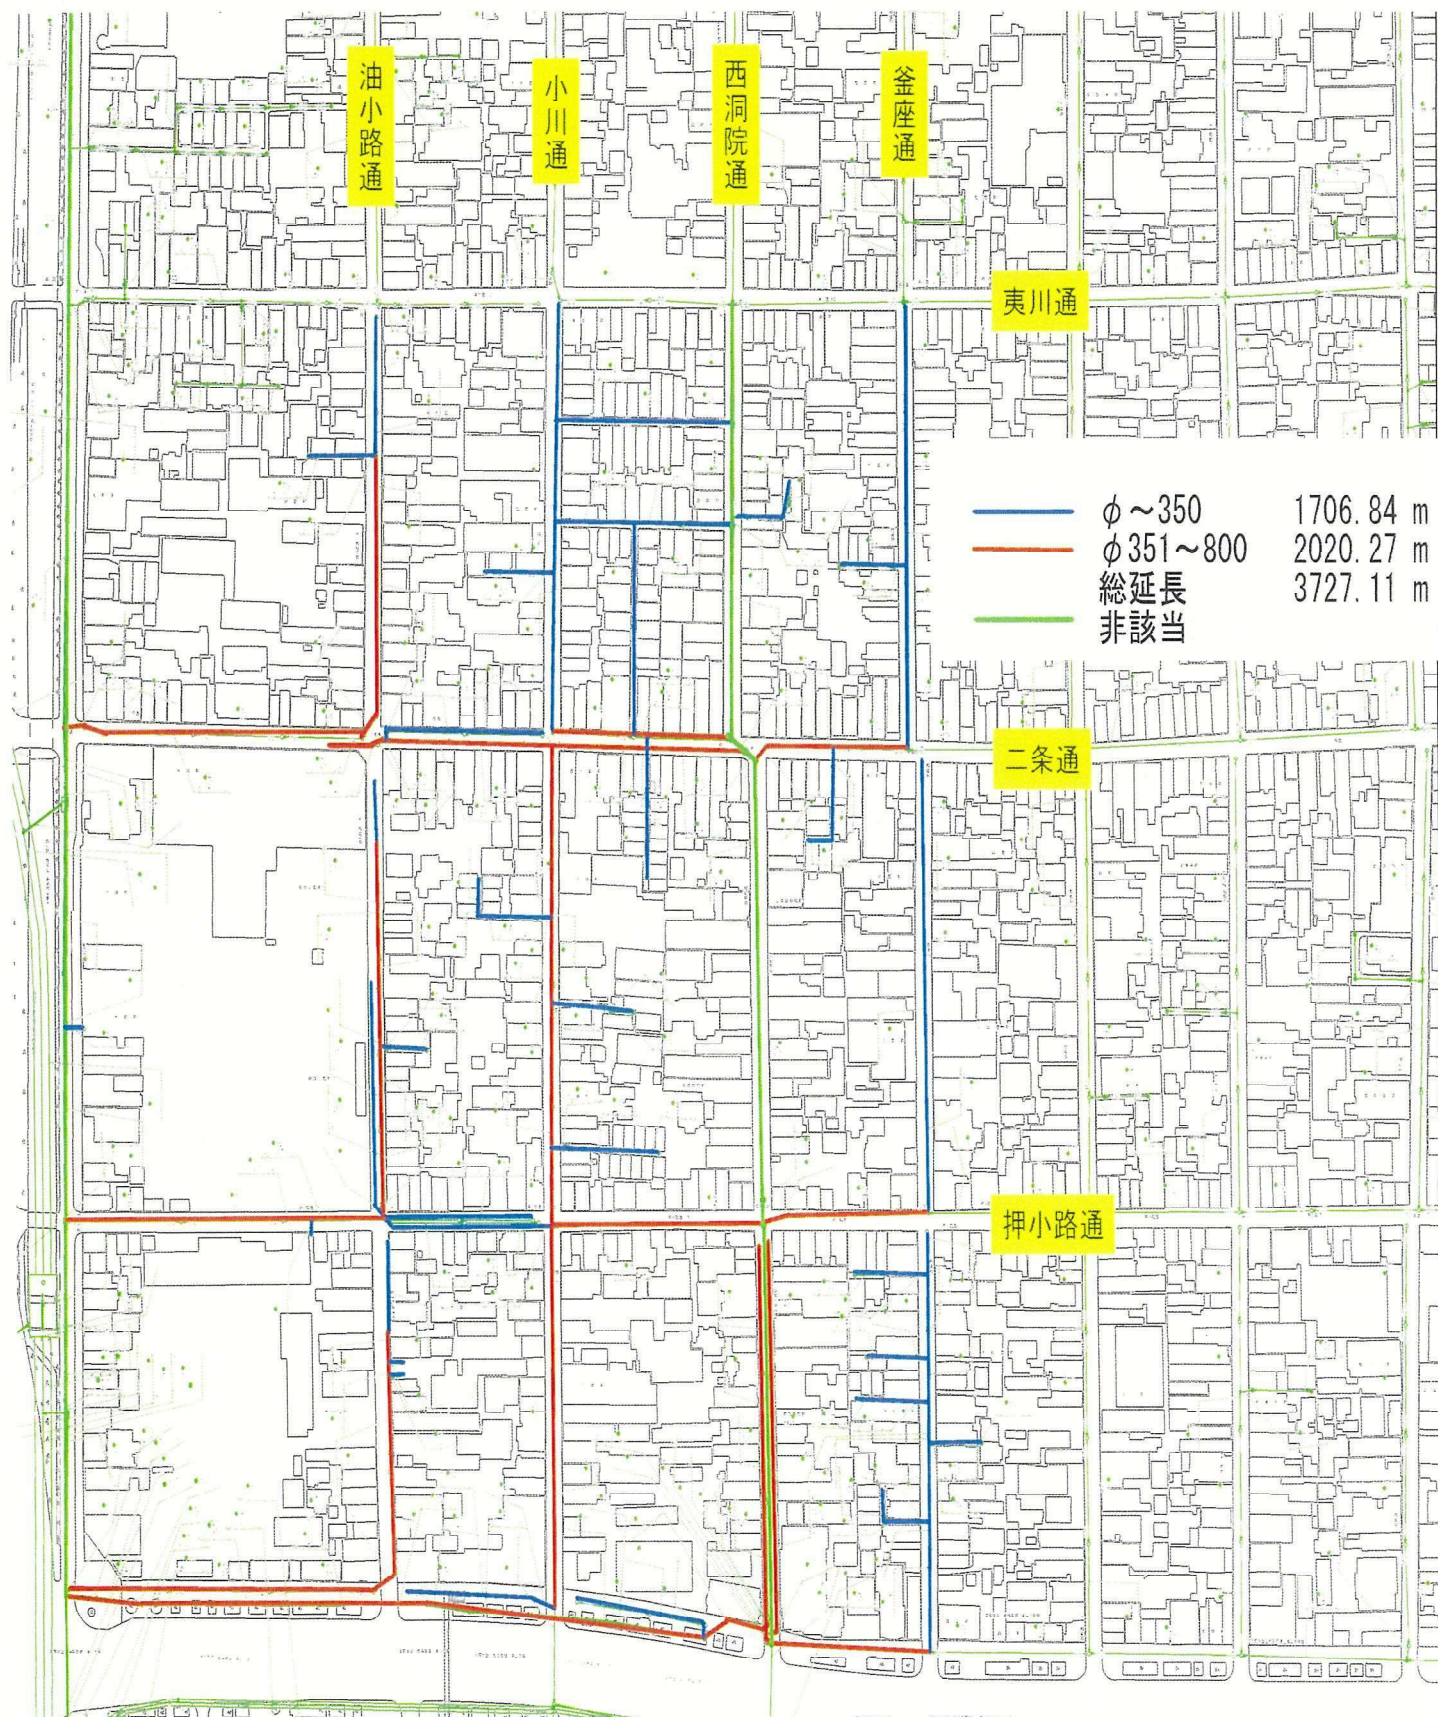 油小路通
小川通
西洞院通
釜座通
夷川通
φ～350 1706.84 m
φ351～800 2020.27 m
総延長 3727.11 m
非該当
二条通
押小路通